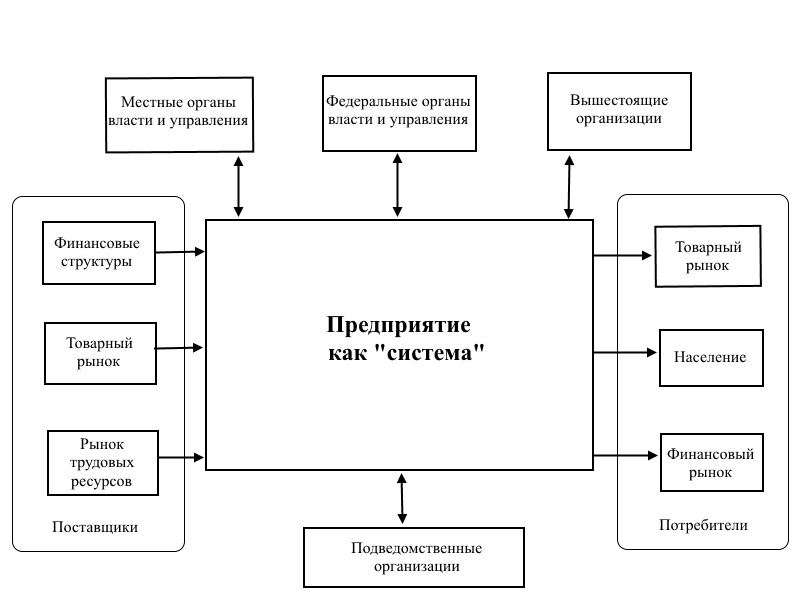 Местные органы
власти и управления
Федеральные органы
власти и управления
Вышестоящие
организации
Финансовые
структуры
Товарный
рынок
Рынок
трудовых
ресурсов
Поставщики
Предприятие
как "система"
Товарный
рынок
Население
Финансовый
рынок
Потребители
Подведомственные
организации